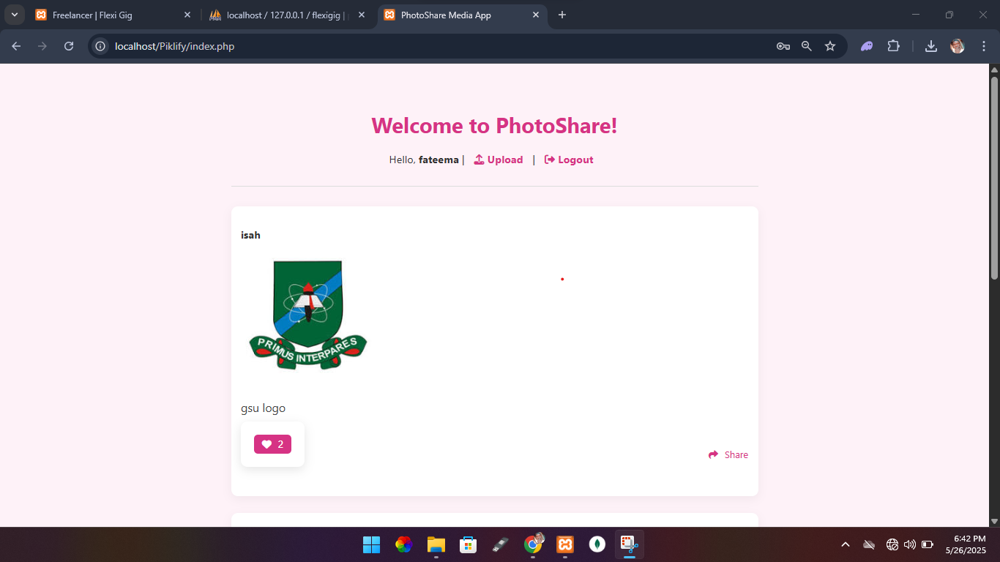 Freelancer | Flexi Gig
localhost / 127.0.0.1 / flexigig |
PhotoShare Media App
localhost/Piklify/index.php
Welcome to PhotoShare!
Hello, fateema | Upload | Logout
isah
PRIMUS INTERPARES
gsu logo
2
Share
6:42 PM
5/26/2025